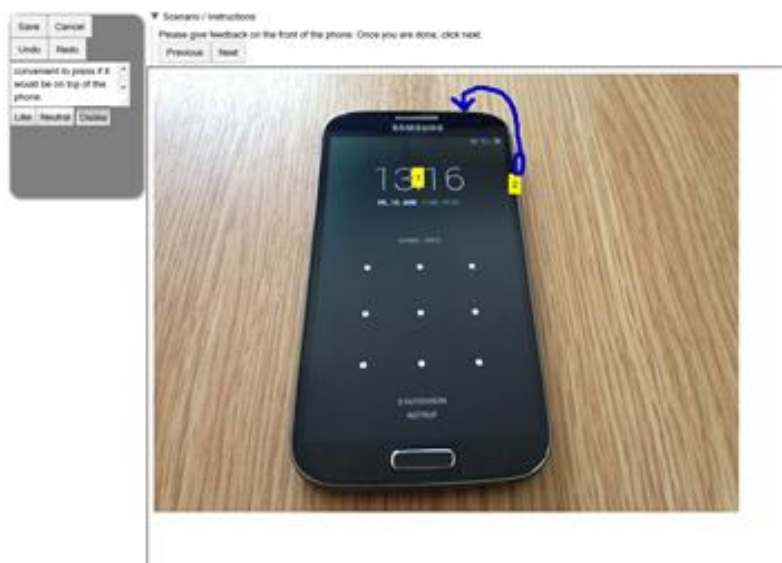 Save Cancel
Undo Redo
convenient to press if it
would be on top of the
phone.
Like Neutral Dislike
▼ Scenario / Instructions
Please give feedback on the front of the phone. Once you are done, click next.
Previous Next
SAMSUNG
13:16
NOTRUF